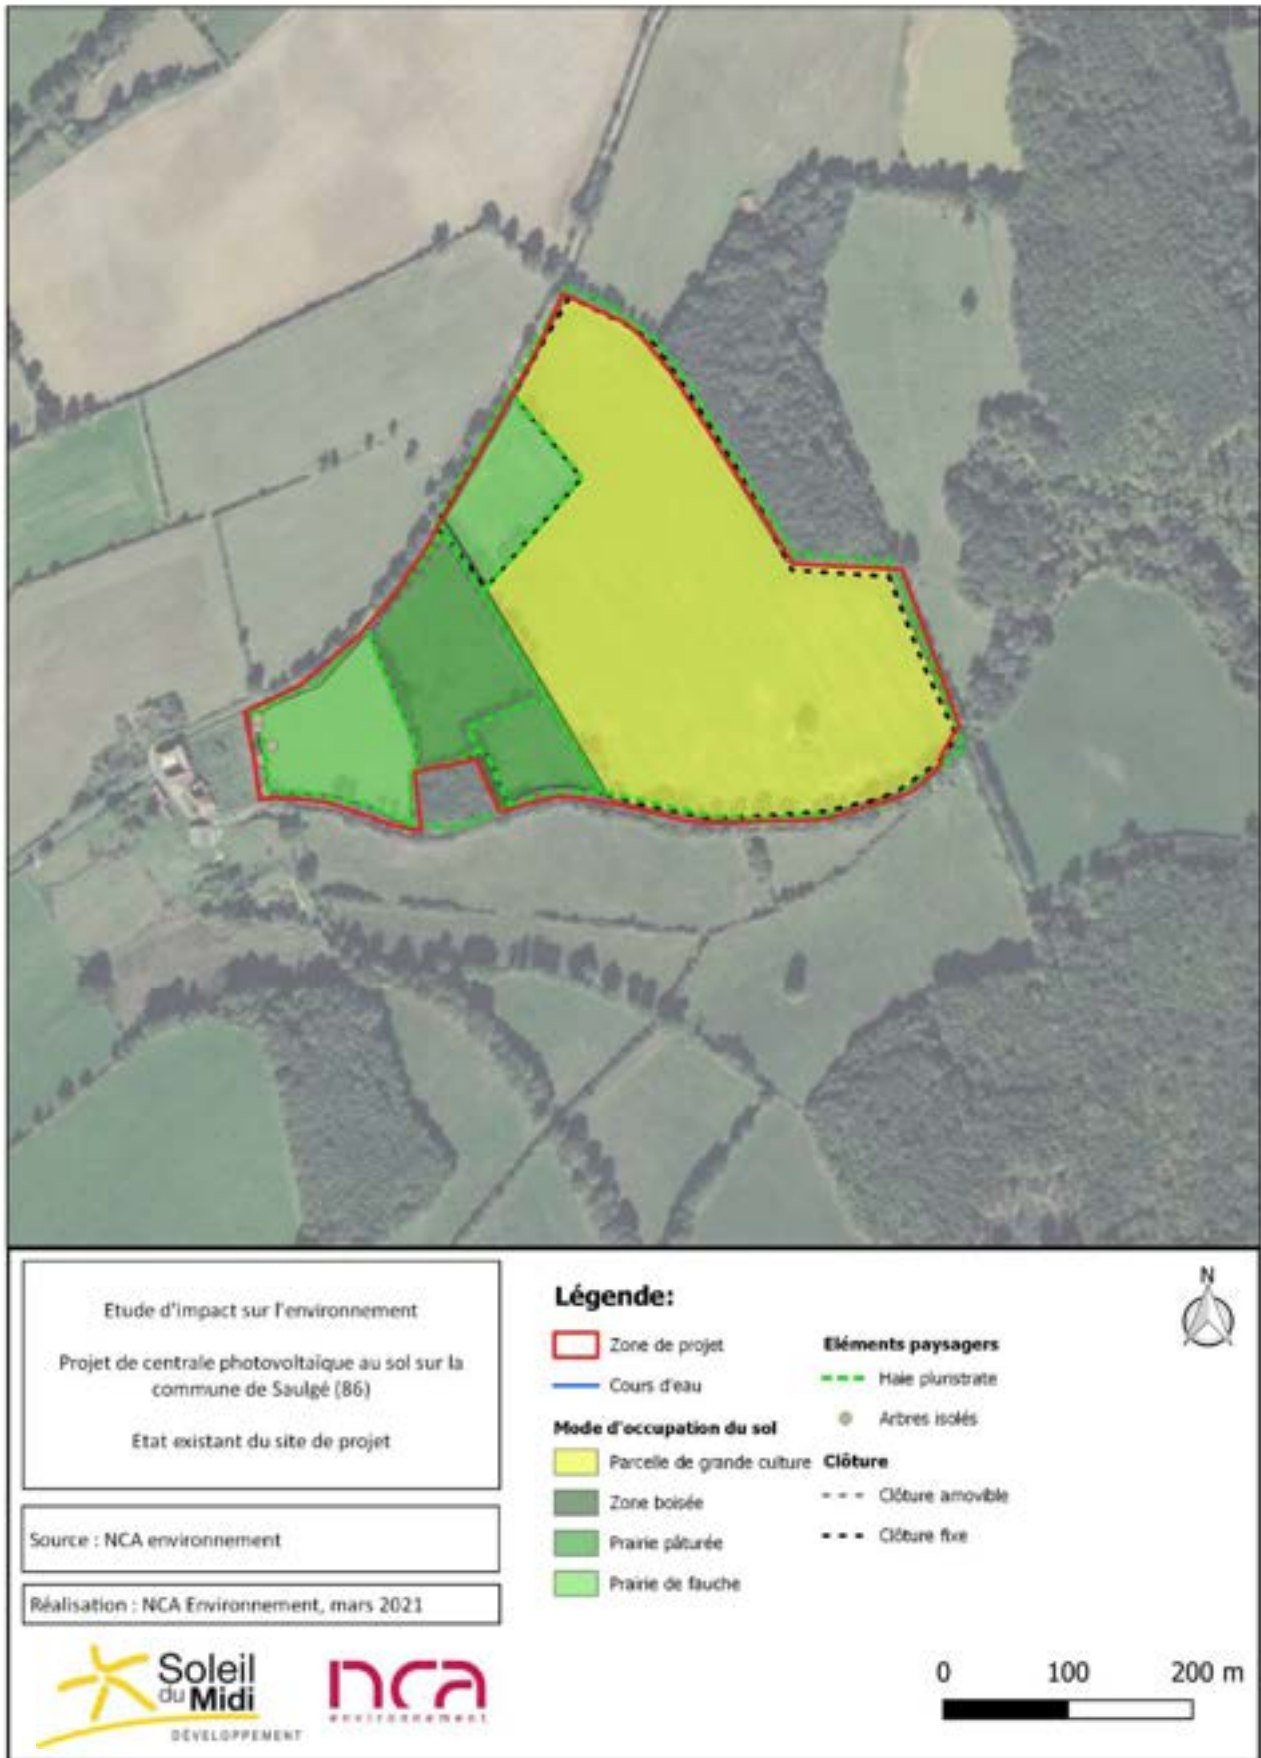 Etude d'impact sur l'environnement
Projet de centrale photovoltaïque au sol sur la
commune de Saulgé (86)
Etat existant du site de projet
Source : NCA environnement
Réalisation : NCA Environnement, mars 2021
Soleil
du Midi
DÉVELOPPEMENT
nca
environnement
Légende:
Zone de projet
Cours d'eau
Mode d'occupation du sol
Parcelle de grande culture
Zone boisée
Prairie pâturée
Prairie de fauche
Eléments paysagers
Haie pluristrate
Arbres isolés
Clôture
Clôture amovible
Clôture fixe
N
0 100 200 m